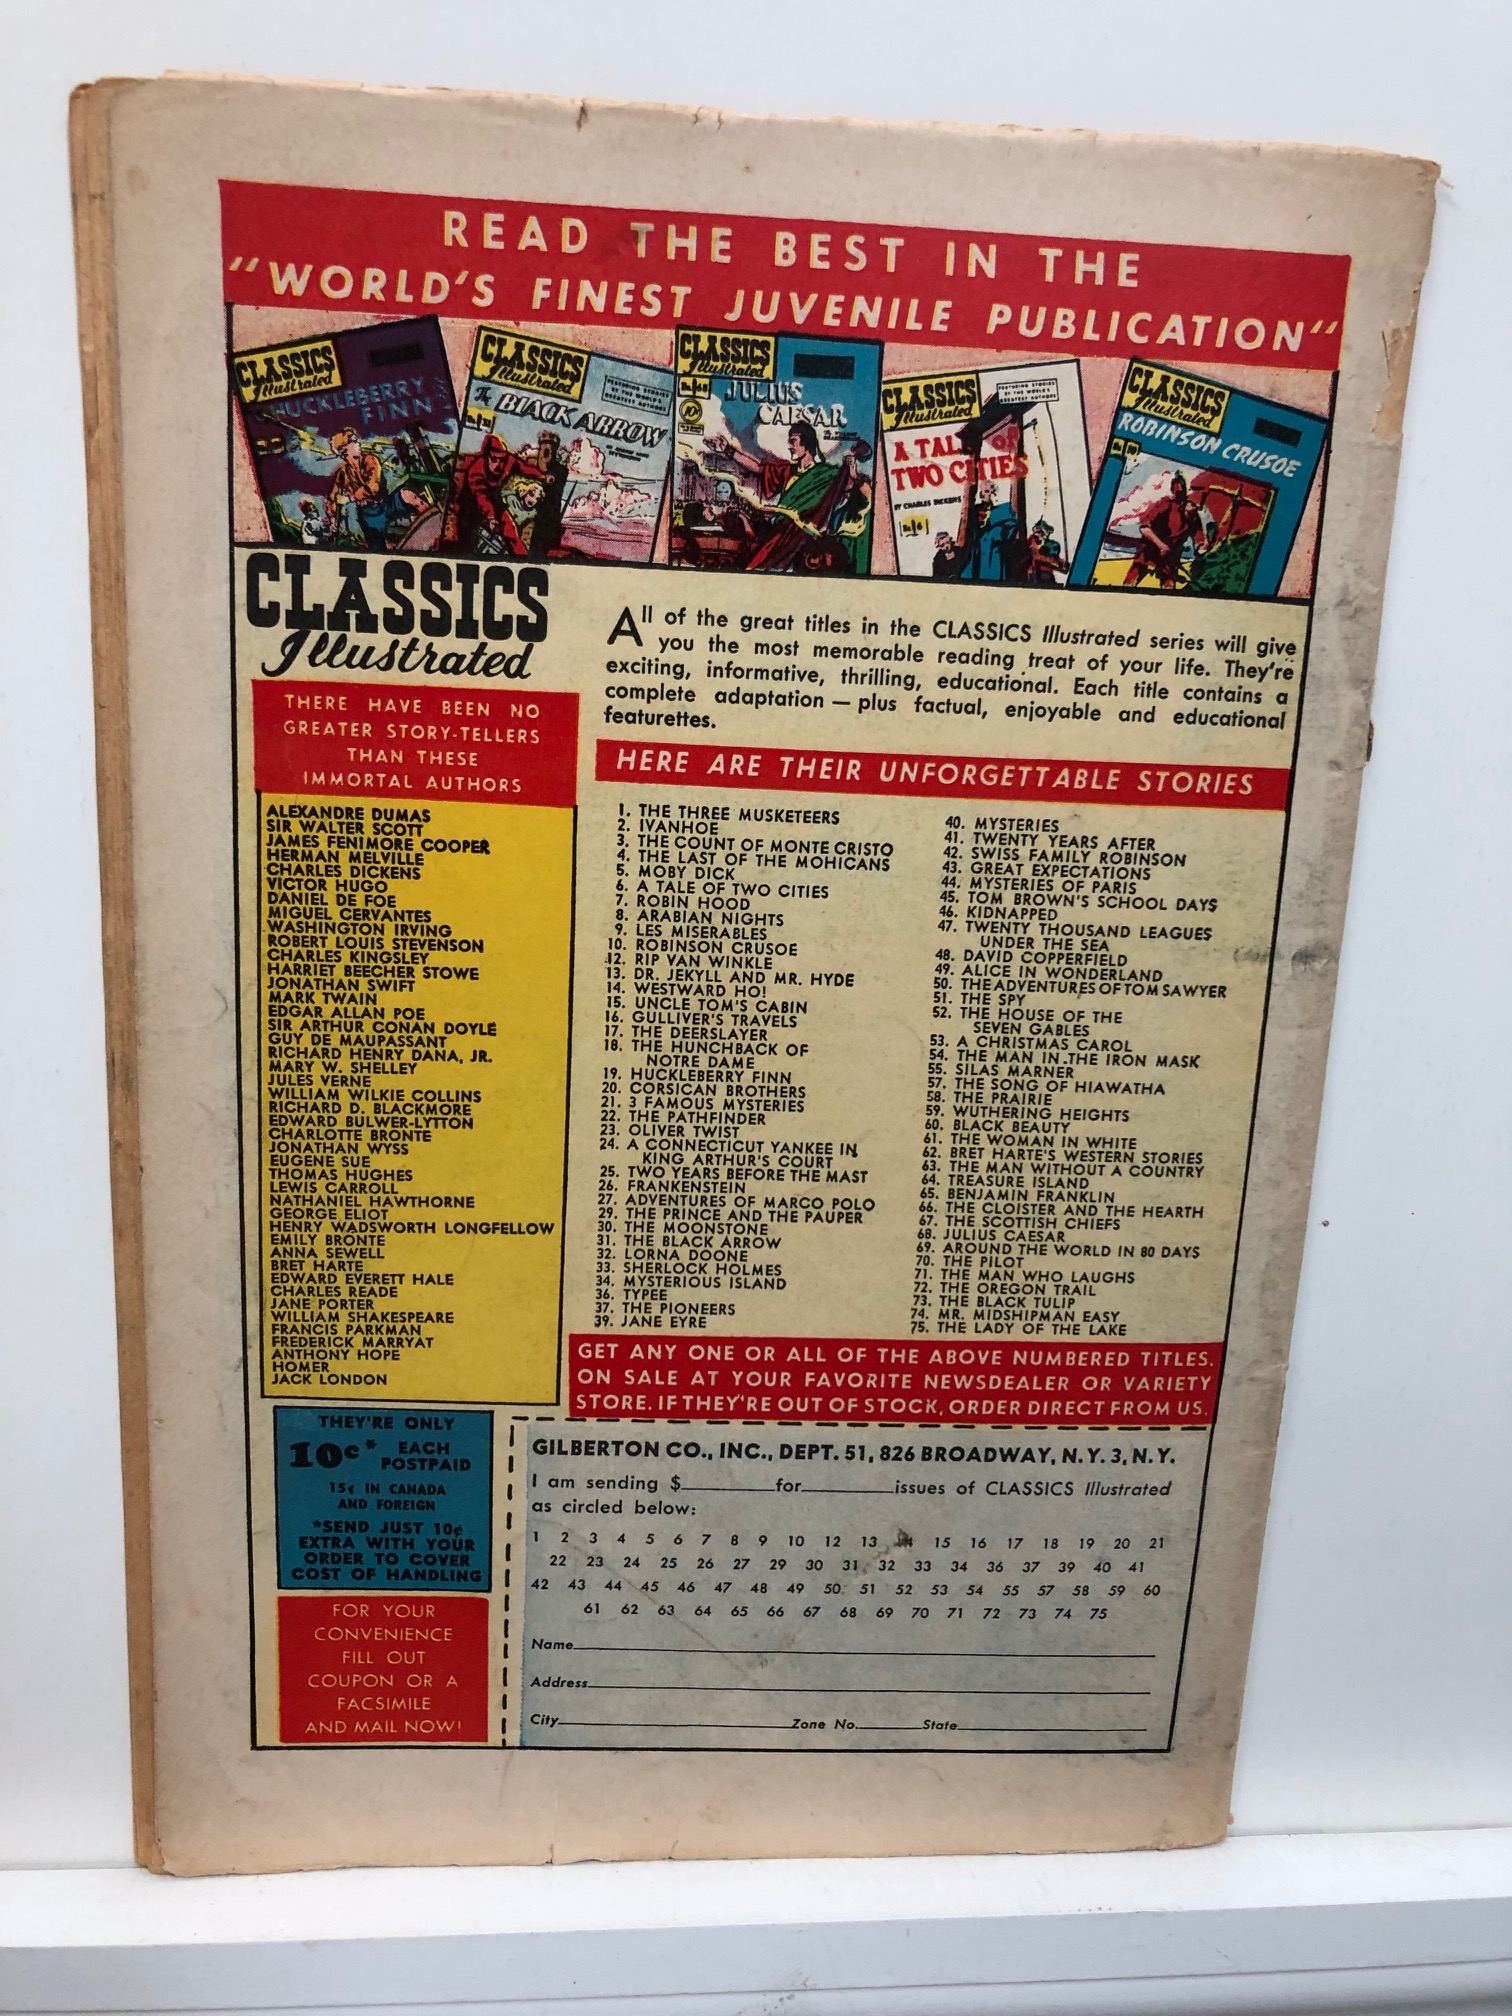 READ THE BEST IN THE
"WORLD'S FINEST JUVENILE PUBLICATION"
CLASSICS
Illustrated
HUCKLEBERRY
FINN
CLASSICS
Illustrated
FEATURING STORIES
BY THE WORLD'S
GREATEST AUTHORS
The
BLACK ARROW
CLASSICS
Illustrated
No. 68
10¢
JULIUS
CAESAR
CLASSICS
Illustrated
FEATURING STORIES
BY THE WORLD'S
GREATEST AUTHORS
A TALE OF
TWO CITIES
BY CHARLES DICKENS
No. 6
CLASSICS
Illustrated
ROBINSON CRUSOE
CLASSICS
Illustrated
All of the great titles in the CLASSICS Illustrated series will give
you the most memorable reading treat of your life. They're
exciting, informative, thrilling, educational. Each title contains a
complete adaptation — plus factual, enjoyable and educational
featurettes.
THERE HAVE BEEN NO
GREATER STORY-TELLERS
THAN THESE
IMMORTAL AUTHORS
ALEXANDRE DUMAS
SIR WALTER SCOTT
JAMES FENIMORE COOPER
HERMAN MELVILLE
CHARLES DICKENS
VICTOR HUGO
DANIEL DE FOE
MIGUEL CERVANTES
WASHINGTON IRVING
ROBERT LOUIS STEVENSON
CHARLES KINGSLEY
HARRIET BEECHER STOWE
JONATHAN SWIFT
MARK TWAIN
EDGAR ALLAN POE
SIR ARTHUR CONAN DOYLE
GUY DE MAUPASSANT
RICHARD HENRY DANA, JR.
MARY W. SHELLEY
JULES VERNE
WILLIAM WILKIE COLLINS
RICHARD D. BLACKMORE
EDWARD BULWER-LYTTON
CHARLOTTE BRONTE
JONATHAN WYSS
EUGENE SUE
THOMAS HUGHES
LEWIS CARROLL
NATHANIEL HAWTHORNE
GEORGE ELIOT
HENRY WADSWORTH LONGFELLOW
EMILY BRONTE
ANNA SEWELL
BRET HARTE
EDWARD EVERETT HALE
CHARLES READE
JANE PORTER
WILLIAM SHAKESPEARE
FRANCIS PARKMAN
FREDERICK MARRYAT
ANTHONY HOPE
HOMER
JACK LONDON
HERE ARE THEIR UNFORGETTABLE STORIES
1. THE THREE MUSKETEERS
2. IVANHOE
3. THE COUNT OF MONTE CRISTO
4. THE LAST OF THE MOHICANS
5. MOBY DICK
6. A TALE OF TWO CITIES
7. ROBIN HOOD
8. ARABIAN NIGHTS
9. LES MISERABLES
10. ROBINSON CRUSOE
12. RIP VAN WINKLE
13. DR. JEKYLL AND MR. HYDE
14. WESTWARD HO!
15. UNCLE TOM'S CABIN
16. GULLIVER'S TRAVELS
17. THE DEERSLAYER
18. THE HUNCHBACK OF
NOTRE DAME
19. HUCKLEBERRY FINN
20. CORSICAN BROTHERS
21. 3 FAMOUS MYSTERIES
22. THE PATHFINDER
23. OLIVER TWIST
24. A CONNECTICUT YANKEE IN
KING ARTHUR'S COURT
25. TWO YEARS BEFORE THE MAST
26. FRANKENSTEIN
27. ADVENTURES OF MARCO POLO
29. THE PRINCE AND THE PAUPER
30. THE MOONSTONE
31. THE BLACK ARROW
32. LORNA DOONE
33. SHERLOCK HOLMES
34. MYSTERIOUS ISLAND
36. TYPEE
37. THE PIONEERS
39. JANE EYRE
40. MYSTERIES
41. TWENTY YEARS AFTER
42. SWISS FAMILY ROBINSON
43. GREAT EXPECTATIONS
44. MYSTERIES OF PARIS
45. TOM BROWN'S SCHOOL DAYS
46. KIDNAPPED
47. TWENTY THOUSAND LEAGUES
UNDER THE SEA
48. DAVID COPPERFIELD
49. ALICE IN WONDERLAND
50. THE ADVENTURES OF TOM SAWYER
51. THE SPY
52. THE HOUSE OF THE
SEVEN GABLES
53. A CHRISTMAS CAROL
54. THE MAN IN THE IRON MASK
55. SILAS MARNER
57. THE SONG OF HIAWATHA
58. THE PRAIRIE
59. WUTHERING HEIGHTS
60. BLACK BEAUTY
61. THE WOMAN IN WHITE
62. BRET HARTE'S WESTERN STORIES
63. THE MAN WITHOUT A COUNTRY
64. TREASURE ISLAND
65. BENJAMIN FRANKLIN
66. THE CLOISTER AND THE HEARTH
67. THE SCOTTISH CHIEFS
68. JULIUS CAESAR
69. AROUND THE WORLD IN 80 DAYS
70. THE PILOT
71. THE MAN WHO LAUGHS
72. THE OREGON TRAIL
73. THE BLACK TULIP
74. MR. MIDSHIPMAN EASY
75. THE LADY OF THE LAKE
GET ANY ONE OR ALL OF THE ABOVE NUMBERED TITLES.
ON SALE AT YOUR FAVORITE NEWSDEALER OR VARIETY
STORE. IF THEY'RE OUT OF STOCK, ORDER DIRECT FROM US.
THEY'RE ONLY
10¢* EACH
POSTPAID
15¢ IN CANADA
AND FOREIGN
*SEND JUST 10¢
EXTRA WITH YOUR
ORDER TO COVER
COST OF HANDLING
FOR YOUR
CONVENIENCE
FILL OUT
COUPON OR A
FACSIMILE
AND MAIL NOW!
GILBERTON CO., INC., DEPT. 51, 826 BROADWAY, N. Y. 3, N. Y.
I am sending $ for issues of CLASSICS Illustrated
as circled below:
1 2 3 4 5 6 7 8 9 10 12 13 14 15 16 17 18 19 20 21
22 23 24 25 26 27 29 30 31 32 33 34 36 37 39 40 41
42 43 44 45 46 47 48 49 50 51 52 53 54 55 57 58 59 60
61 62 63 64 65 66 67 68 69 70 71 72 73 74 75
Name
Address
City Zone No. State